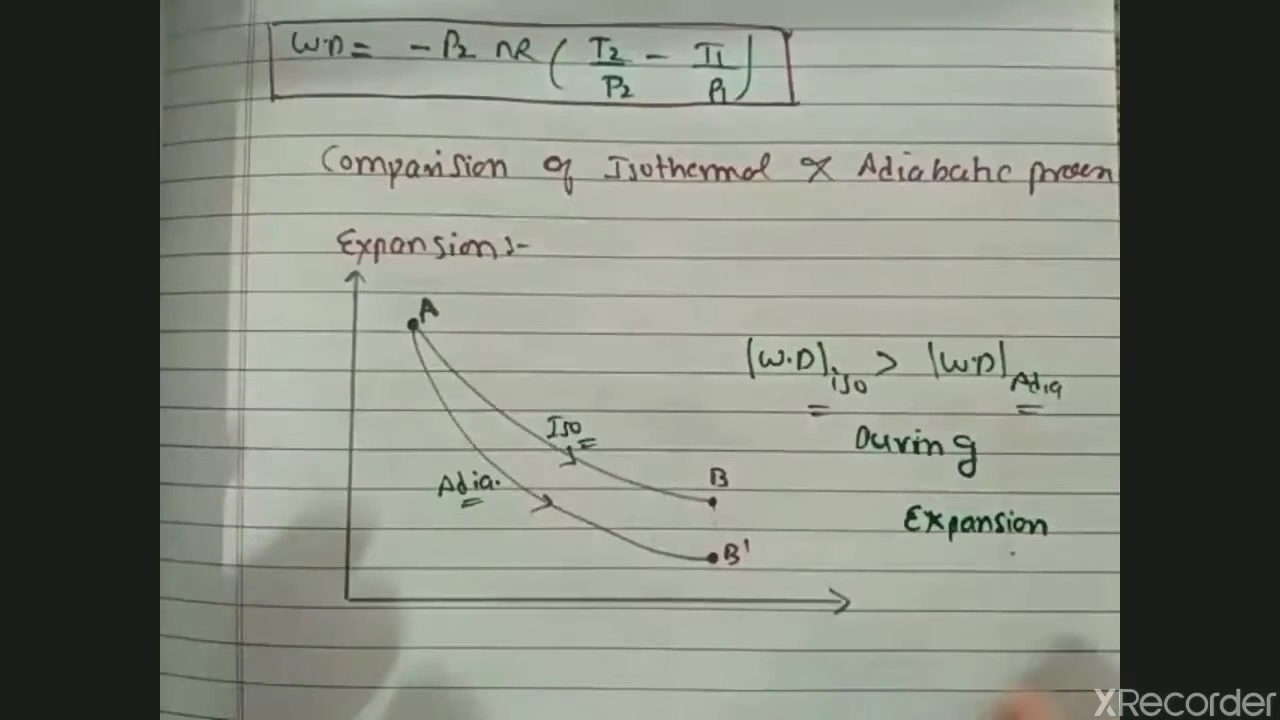 W.D = - P2 nR ( T2/P2 - T1/P1 )
Comparision of Isothermal & Adiabatic process
Expansion :-
A
|W.D|iso > |W.D|Adia
Iso
During
Adia.
B
Expansion
B'
XRecorder